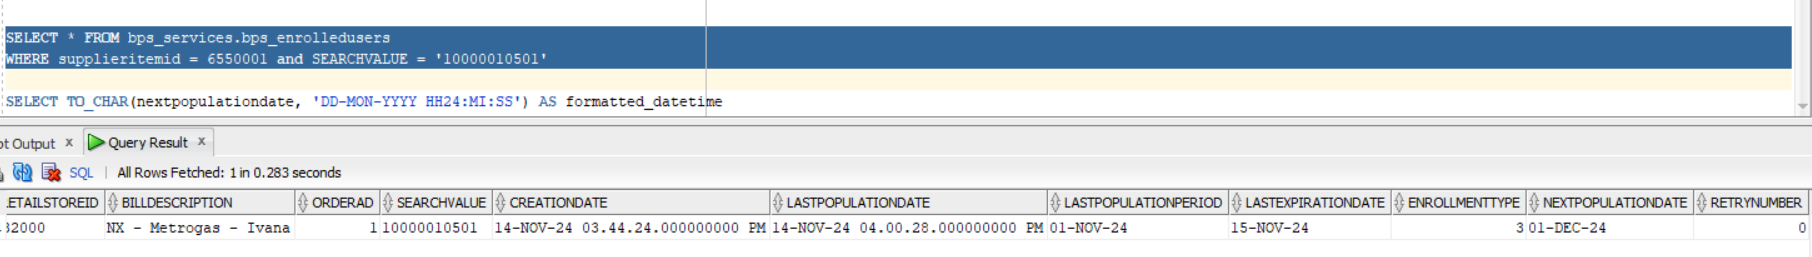 SELECT * FROM bps_services.bps_enrolledusers
WHERE supplieritemid = 6550001 and SEARCHVALUE = '10000010501'
SELECT TO_CHAR(nextpopulationdate, 'DD-MON-YYYY HH24:MI:SS') AS formatted_datetime
ot Output x Query Result x
SQL | All Rows Fetched: 1 in 0.283 seconds
ETAILSTOREID BILLDESCRIPTION ORDERAD SEARCHVALUE CREATIONDATE LASTPOPULATIONDATE LASTPOPULATIONPERIOD LASTEXPIRATIONDATE ENROLLMENTTYPE NEXTPOPULATIONDATE RETRYNUMBER
32000 NX - Metrogas - Ivana 1 10000010501 14-NOV-24 03.44.24.000000000 PM 14-NOV-24 04.00.28.000000000 PM 01-NOV-24 15-NOV-24 3 01-DEC-24 0